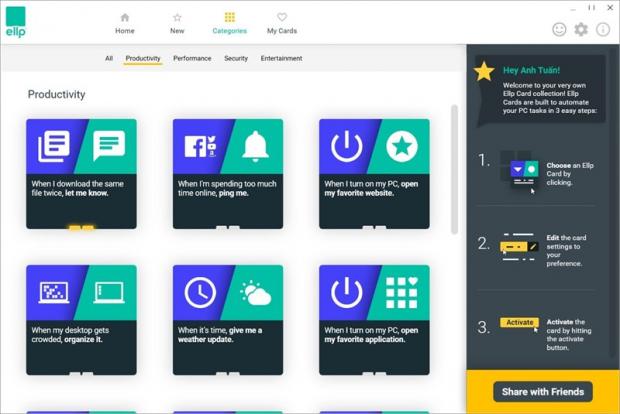 ellp
Home
New
Categories
My Cards
All
Productivity
Performance
Security
Entertainment
Productivity
When I download the same
file twice, let me know.
When I'm spending too much
time online, ping me.
When I turn on my PC, open
my favorite website.
When my desktop gets
crowded, organize it.
When it's time, give me a
weather update.
When I turn on my PC, open
my favorite application.
Hey Anh Tuấn!
Welcome to your very own
Ellp Card collection! Ellp
Cards are built to automate
your PC tasks in 3 easy steps:
1.
Choose an Ellp
Card by
clicking.
2.
Edit the card
settings to
your
preference.
3.
Activate
Activate the
card by hitting
the activate
button.
Share with Friends